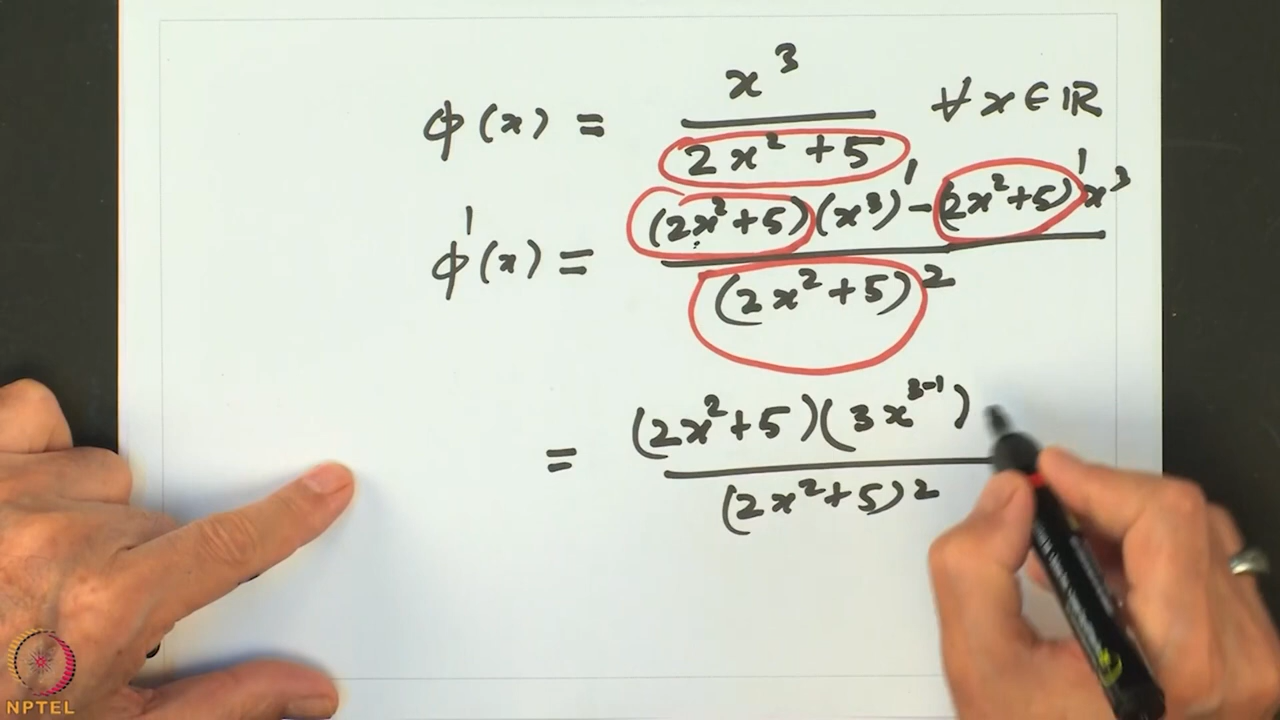 φ(x) = x³ / (2x² + 5) ∀ x ∈ ℝ
φ'(x) = ((2x² + 5)(x³)' - (2x² + 5)' x³) / (2x² + 5)²
= (2x² + 5)(3x³⁻¹) / (2x² + 5)²
NPTEL